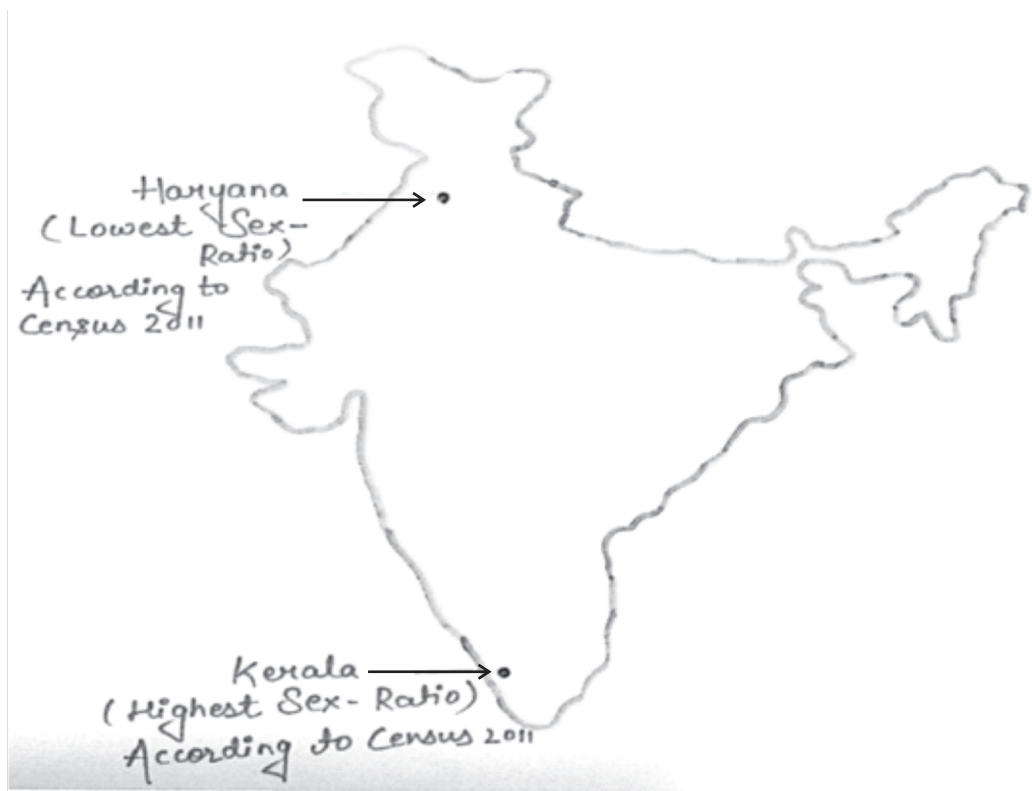 Haryana
(Lowest Sex-
Ratio)
According to
Census 2011
Kerala
(Highest Sex-Ratio)
According to Census 2011